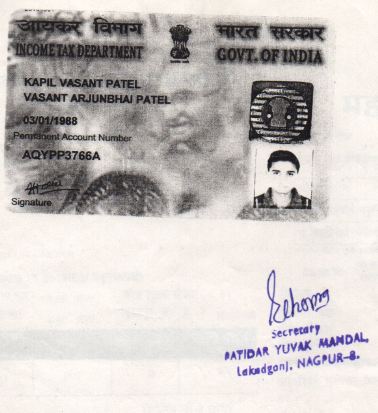 आयकर विभाग
INCOME TAX DEPARTMENT
भारत सरकार
GOVT. OF INDIA
KAPIL VASANT PATEL
VASANT ARJUNBHAI PATEL
03/01/1988
Permanent Account Number
AQYPP3766A
Signature
Secretary
PATIDAR YUVAK MANDAL,
Lakadganj, NAGPUR-8.